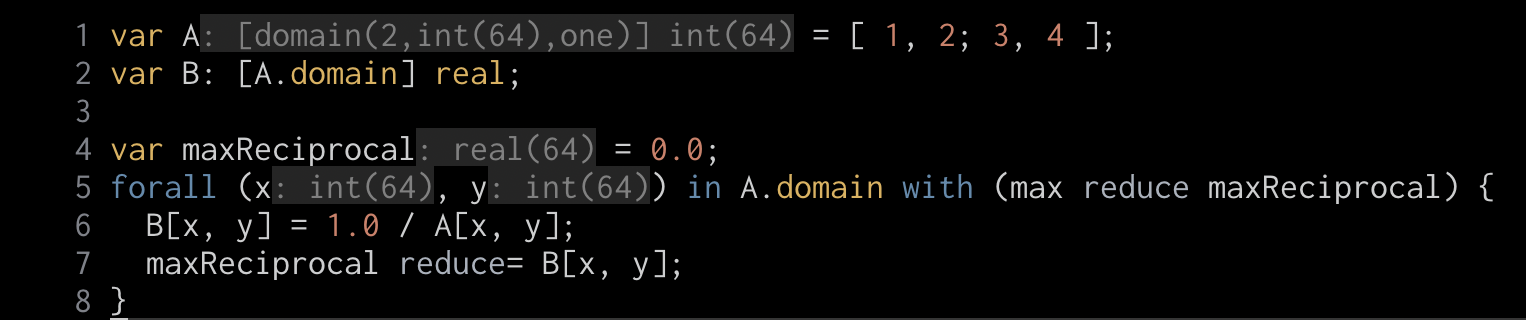 1 var A: [domain(2,int(64),one)] int(64) = [ 1, 2; 3, 4 ];
2 var B: [A.domain] real;
3
4 var maxReciprocal: real(64) = 0.0;
5 forall (x: int(64), y: int(64)) in A.domain with (max reduce maxReciprocal) {
6   B[x, y] = 1.0 / A[x, y];
7   maxReciprocal reduce= B[x, y];
8 }